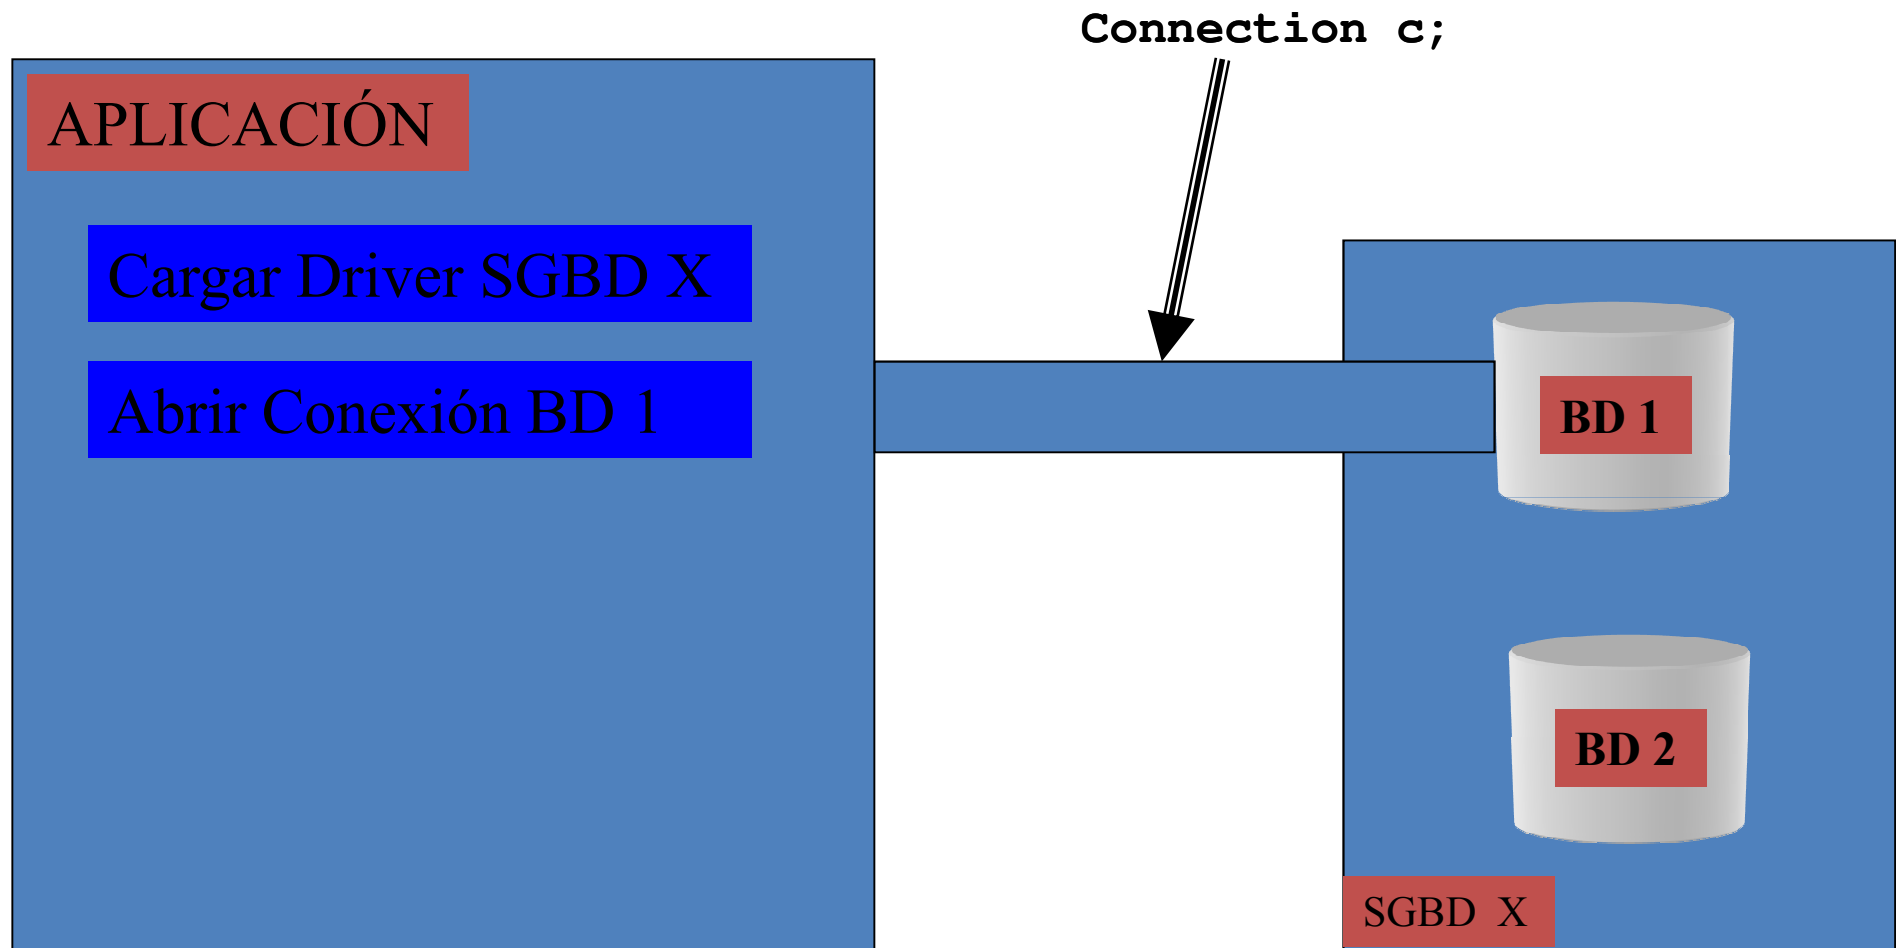 Connection c;
APLICACIÓN
Cargar Driver SGBD X
Abrir Conexión BD 1
BD 1
BD 2
SGBD X